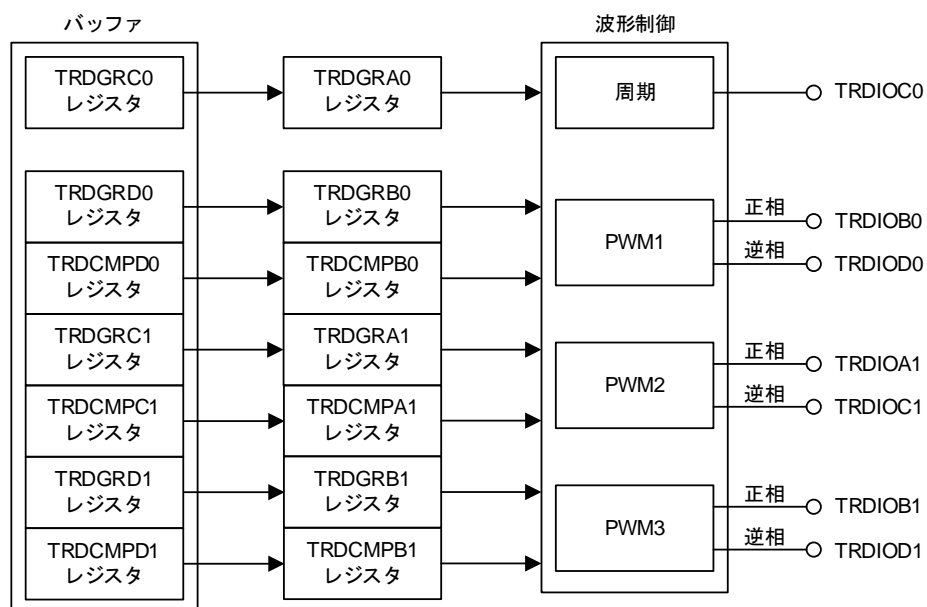 バッファ
波形制御
TRDGRC0
レジスタ
TRDGRA0
レジスタ
周期
TRDIOC0
TRDGRD0
レジスタ
TRDGRB0
レジスタ
PWM1
正相
TRDIOB0
逆相
TRDIOD0
TRDCMPD0
レジスタ
TRDCMPB0
レジスタ
TRDGRC1
レジスタ
TRDGRA1
レジスタ
PWM2
正相
TRDIOA1
逆相
TRDIOC1
TRDCMPC1
レジスタ
TRDCMPA1
レジスタ
TRDGRD1
レジスタ
TRDGRB1
レジスタ
PWM3
正相
TRDIOB1
逆相
TRDIOD1
TRDCMPD1
レジスタ
TRDCMPB1
レジスタ